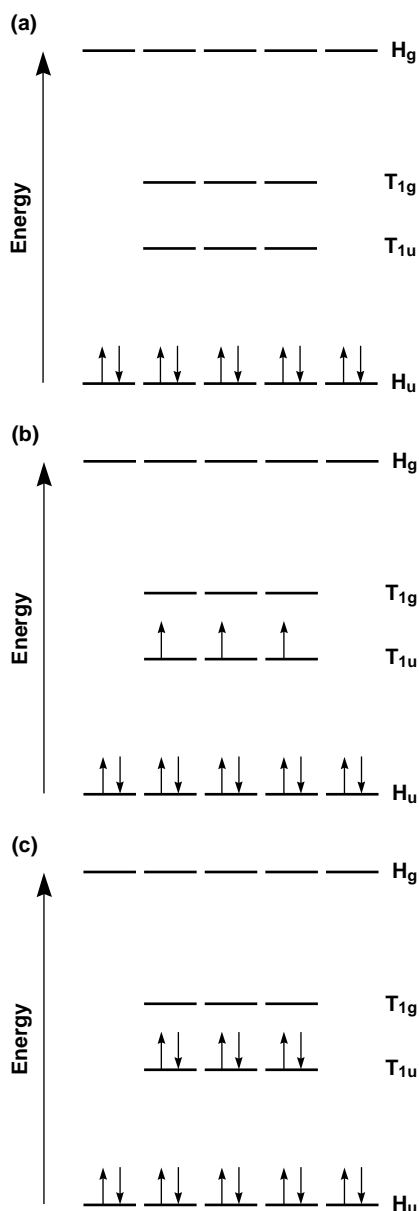 (a)
Hg
T1g
T1u
Hu
Energy
(b)
Hg
T1g
T1u
Hu
Energy
(c)
Hg
T1g
T1u
Hu
Energy